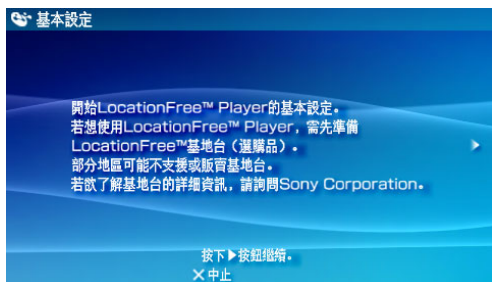 基本設定
開始LocationFree™ Player的基本設定。
若想使用LocationFree™ Player，需先準備
LocationFree™基地台（選購品）。
部分地區可能不支援或販賣基地台。
若欲了解基地台的詳細資訊，請詢問Sony Corporation。
按下▶按鈕繼續。
✕中止